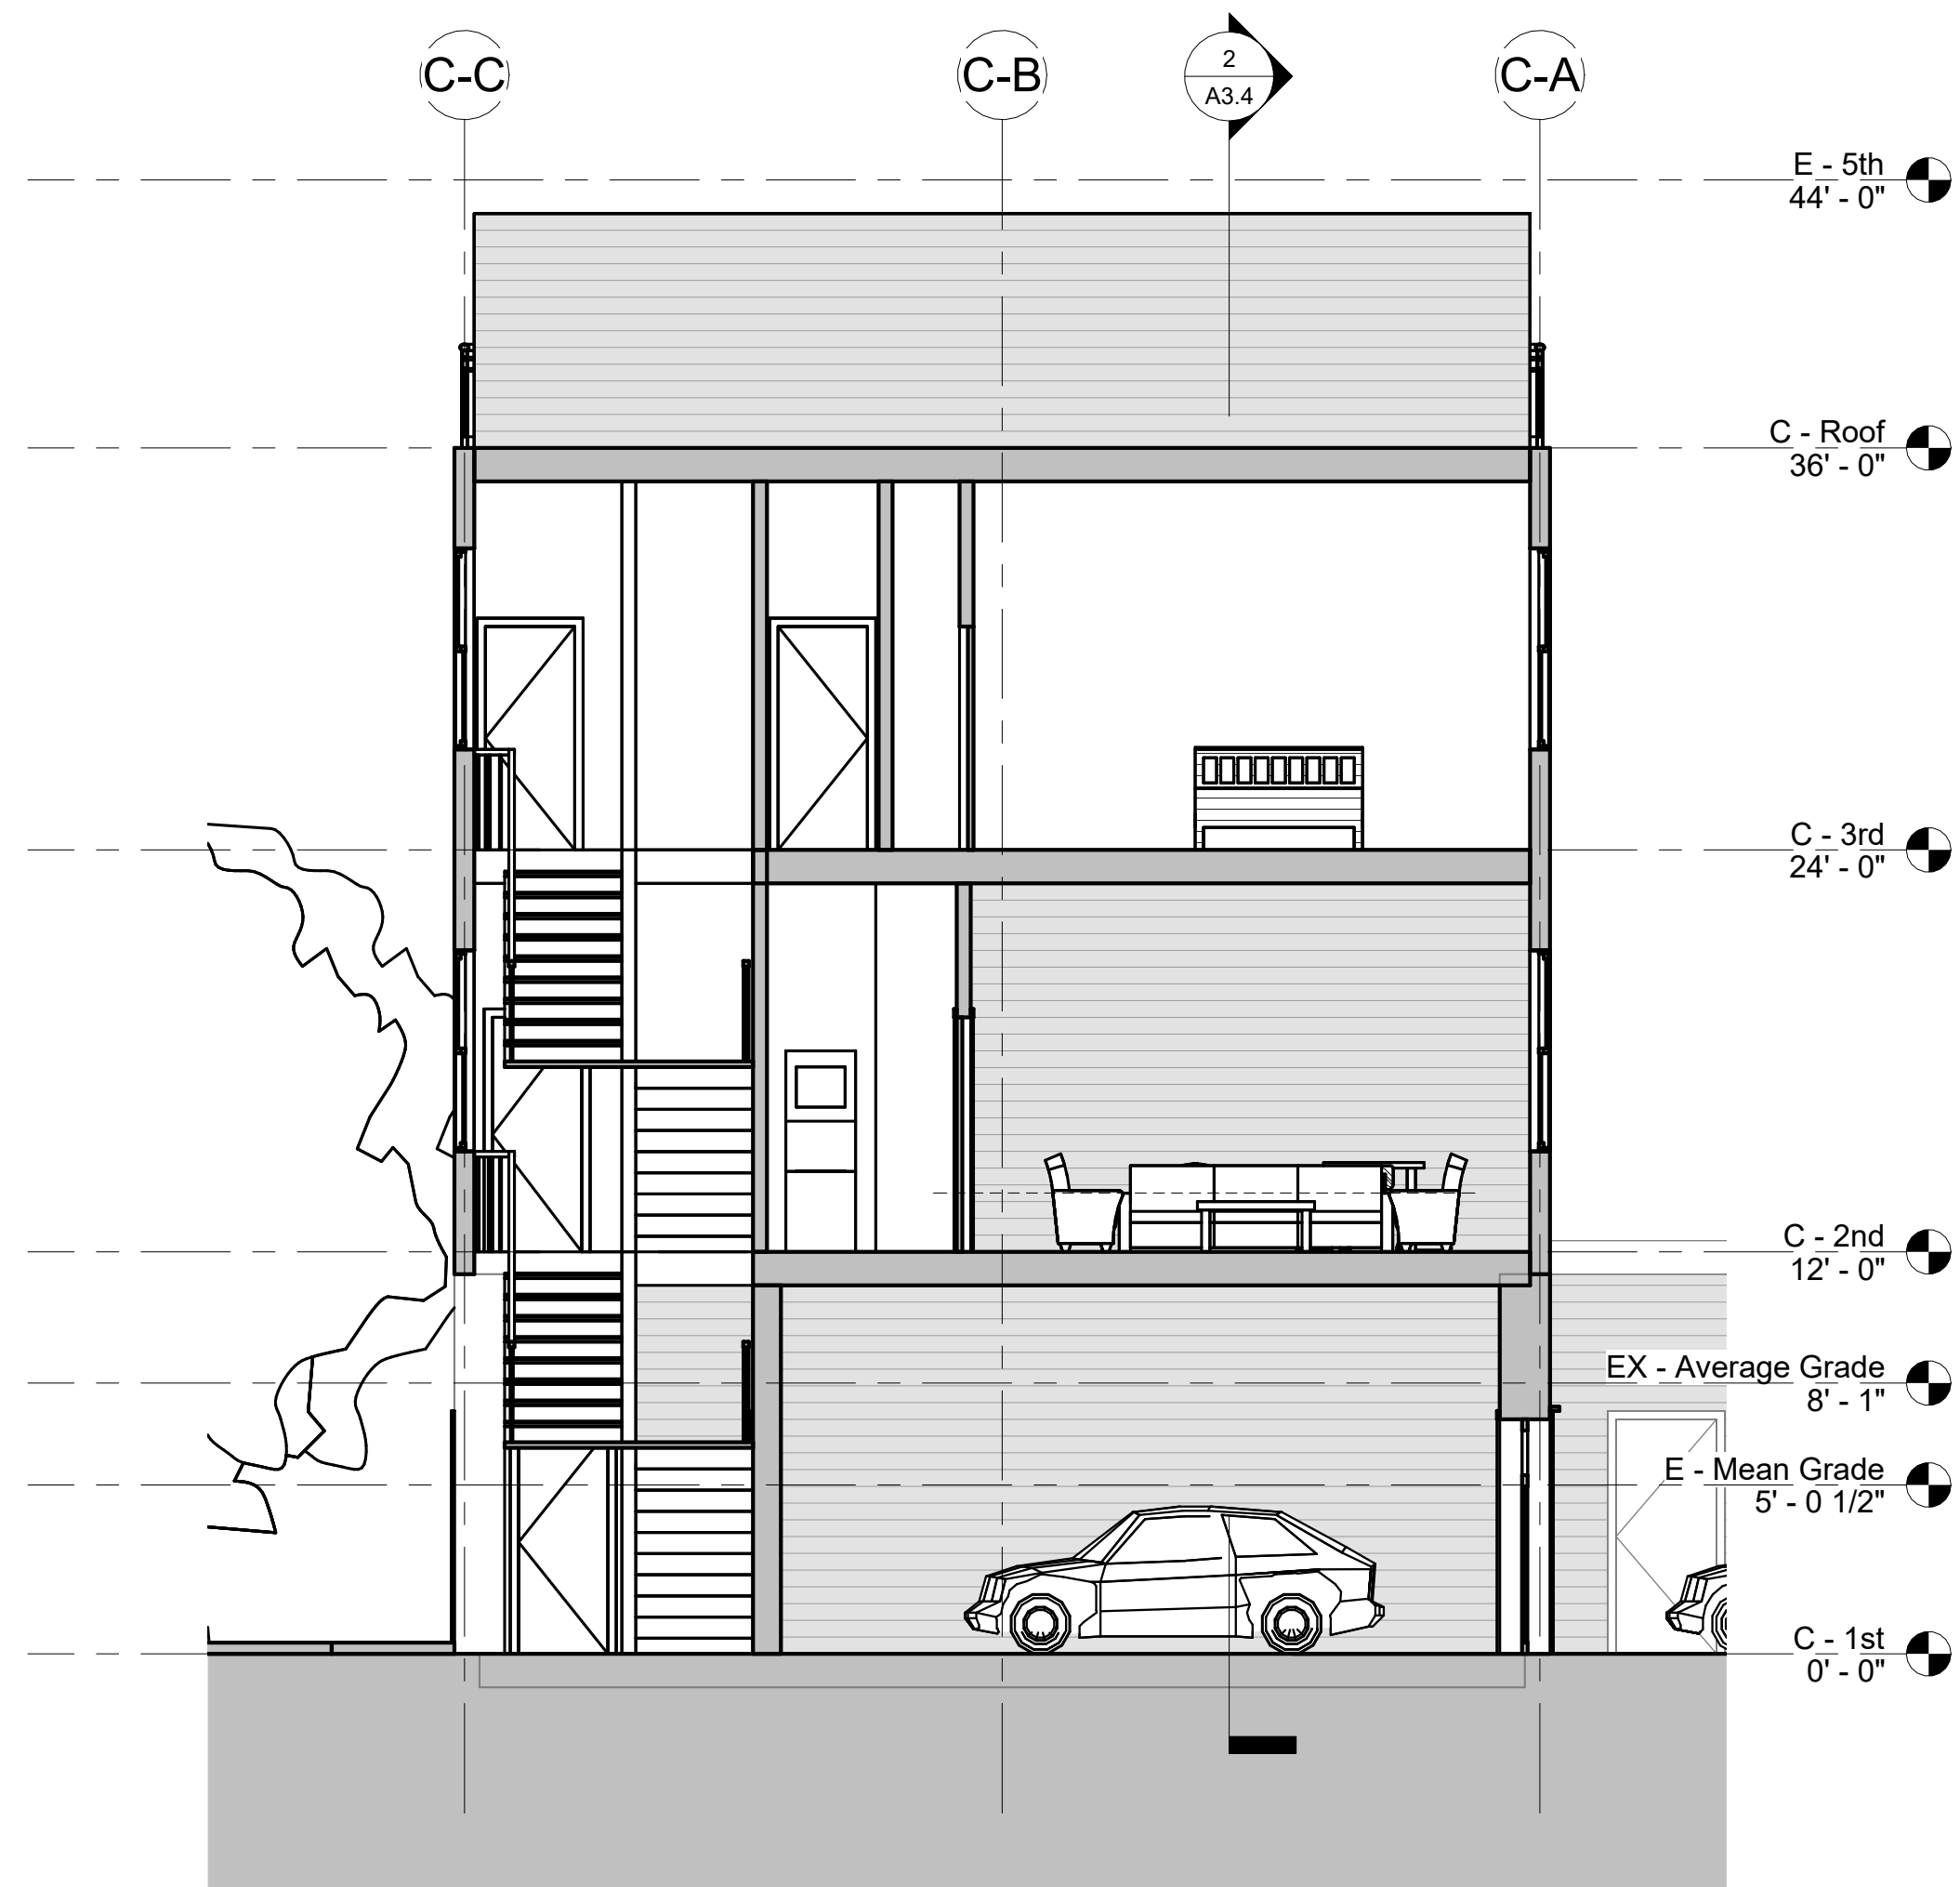 C-C
C-B
2
A3.4
C-A
E - 5th
44' - 0"
C - Roof
36' - 0"
C - 3rd
24' - 0"
C - 2nd
12' - 0"
EX - Average Grade
8' - 1"
E - Mean Grade
5' - 0 1/2"
C - 1st
0' - 0"